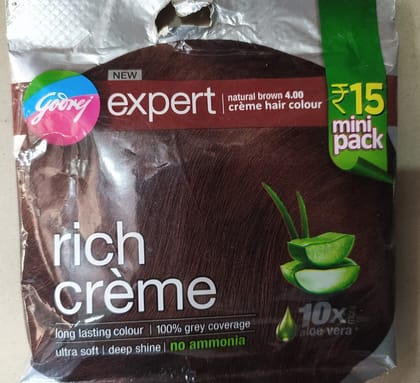 NEW
Godrej
expert
natural brown 4.00
crème hair colour
₹15
mini
pack
rich
crème
long lasting colour | 100% grey coverage
ultra soft | deep shine | no ammonia
10x
aloe vera*